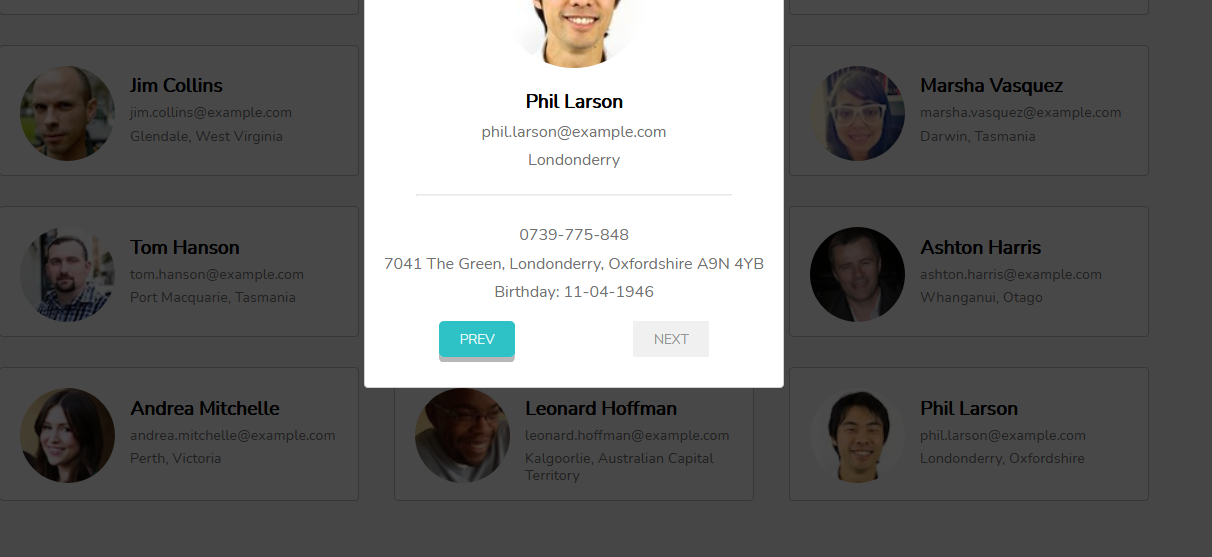 Phil Larson
phil.larson@example.com
Londonderry
0739-775-848
7041 The Green, Londonderry, Oxfordshire A9N 4YB
Birthday: 11-04-1946
PREV
NEXT
Jim Collins
jim.collins@example.com
Glendale, West Virginia
Marsha Vasquez
marsha.vasquez@example.com
Darwin, Tasmania
Tom Hanson
tom.hanson@example.com
Port Macquarie, Tasmania
Ashton Harris
ashton.harris@example.com
Whanganui, Otago
Andrea Mitchelle
andrea.mitchelle@example.com
Perth, Victoria
Leonard Hoffman
leonard.hoffman@example.com
Kalgoorlie, Australian Capital
Territory
Phil Larson
phil.larson@example.com
Londonderry, Oxfordshire